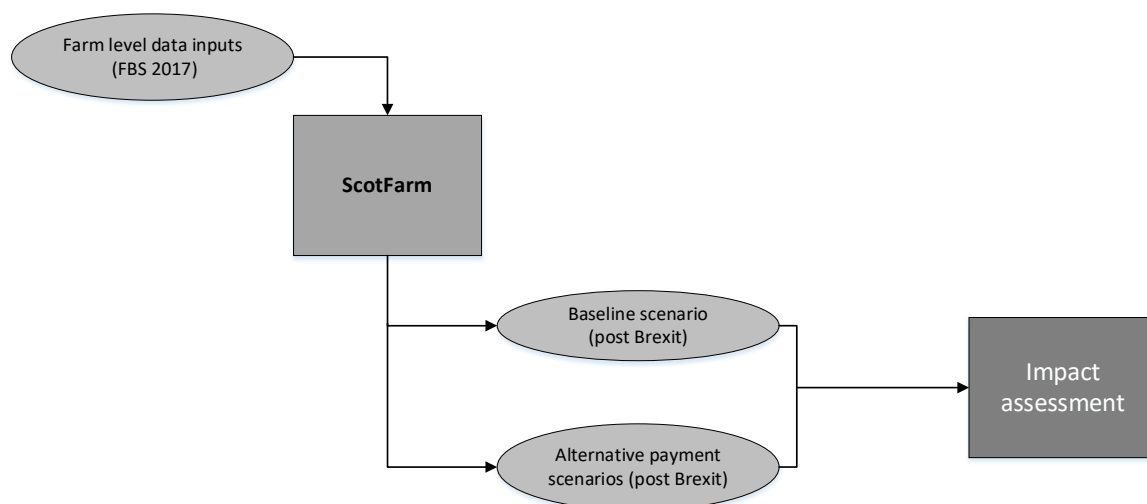 Farm level data inputs
(FBS 2017)
ScotFarm
Baseline scenario
(post Brexit)
Impact
assessment
Alternative payment
scenarios (post Brexit)